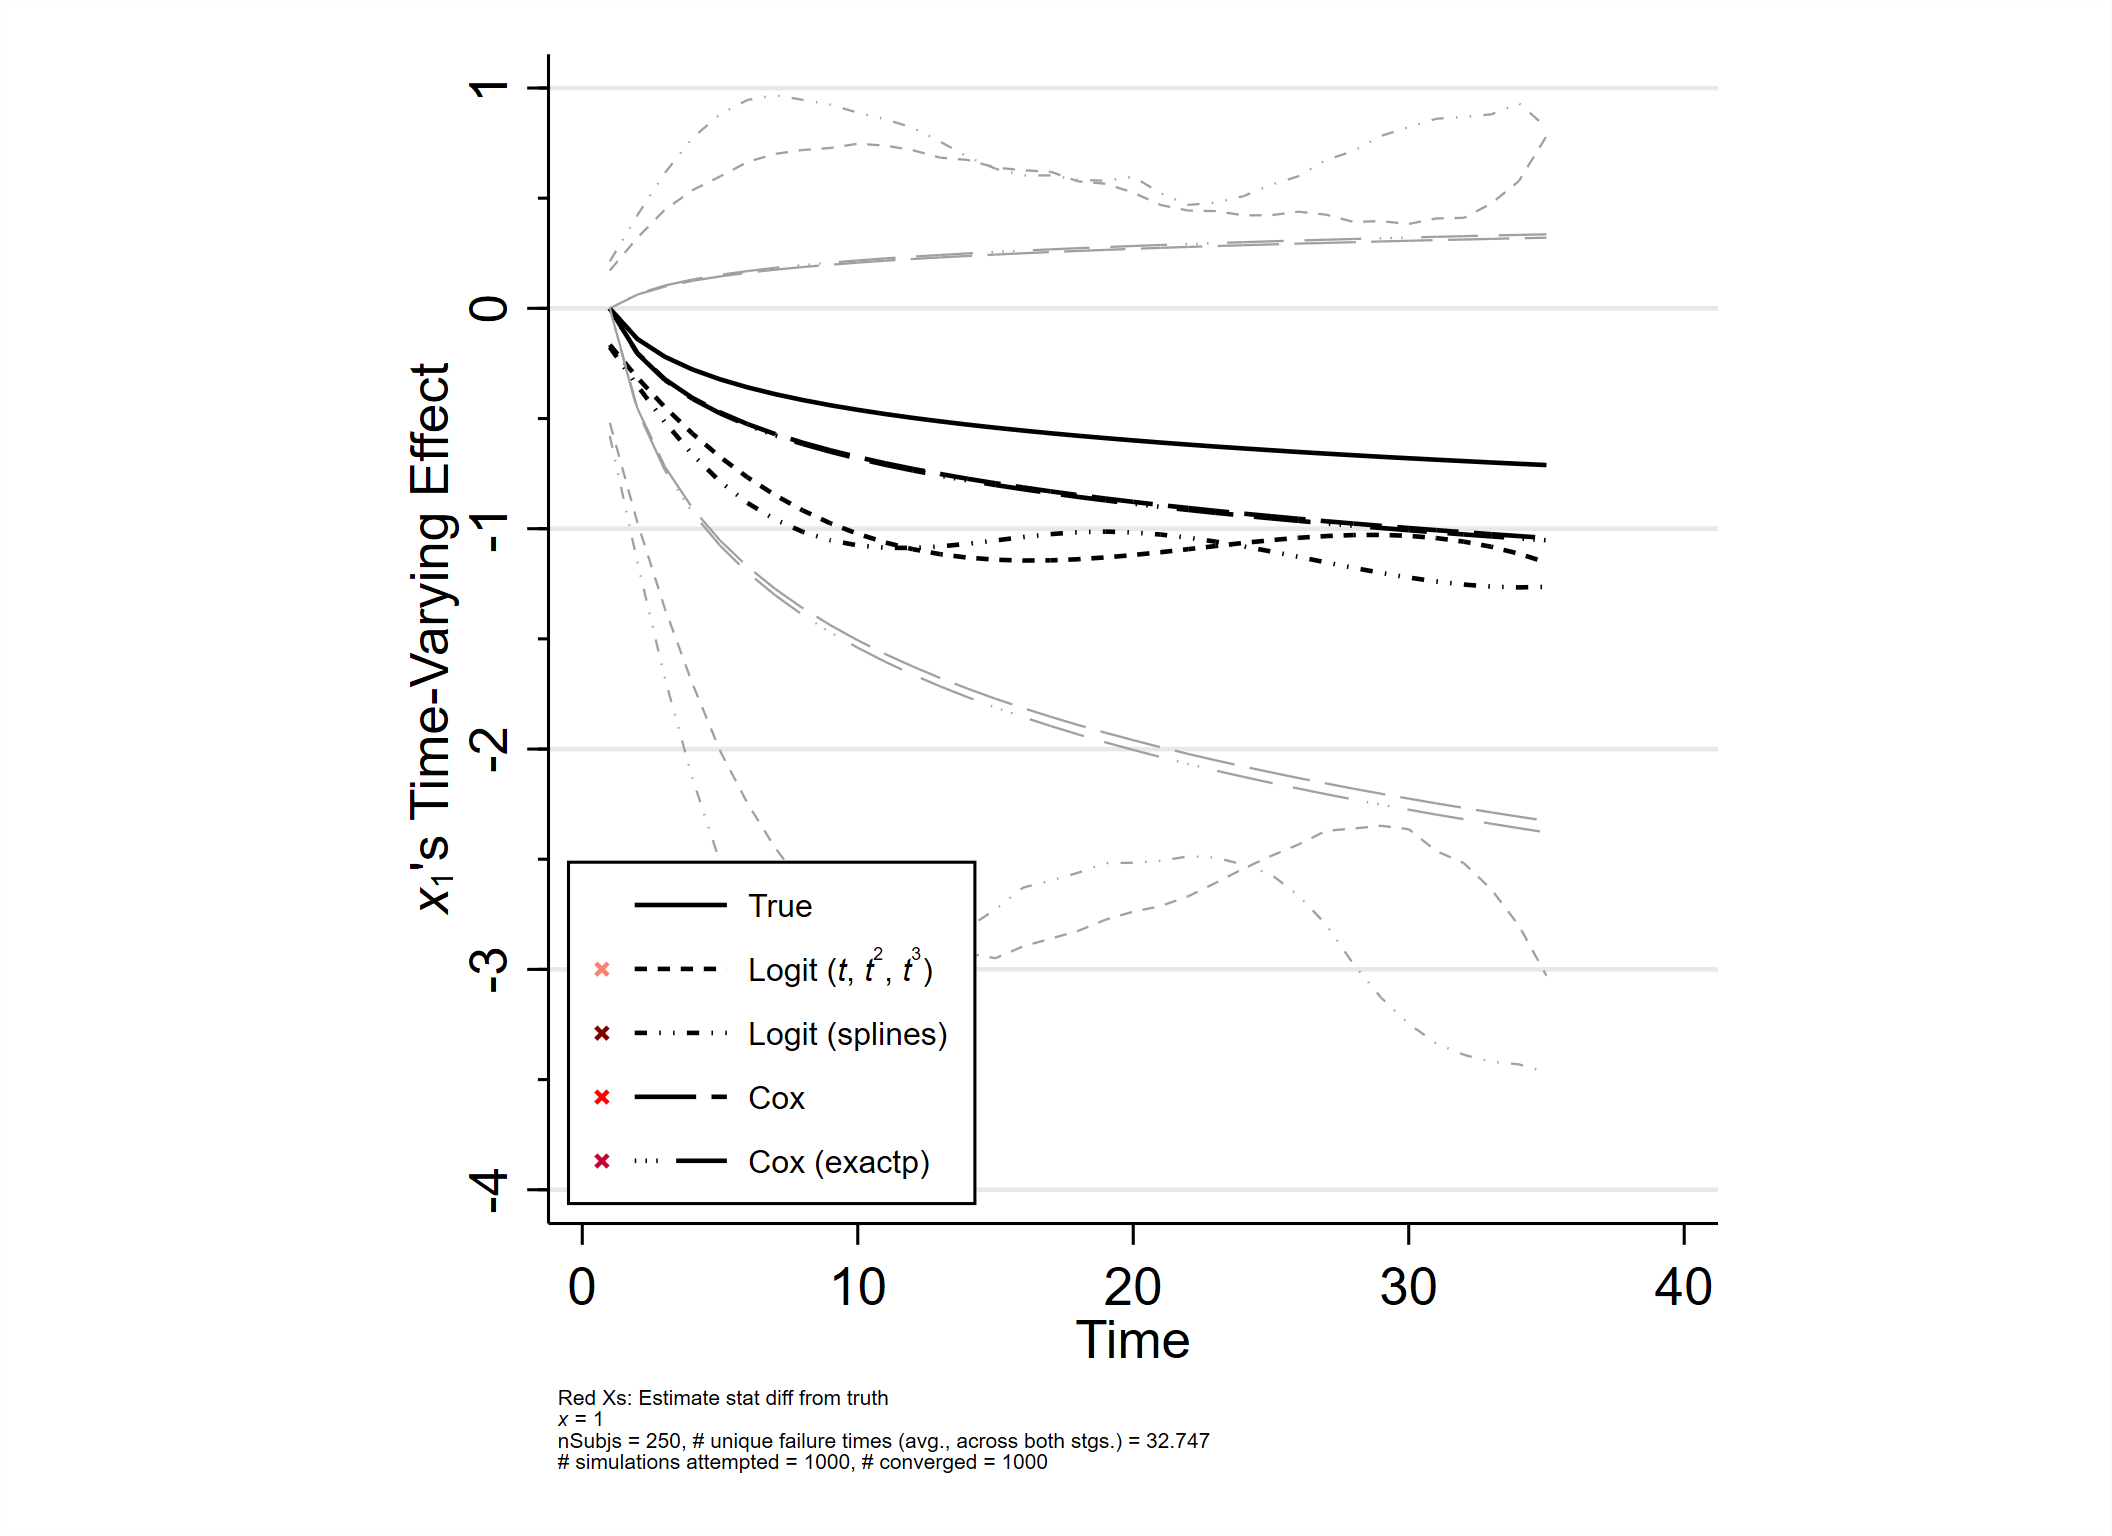 1
0
-1
-2
-3
-4
x₁'s Time-Varying Effect
True
Logit (t, t², t³)
Logit (splines)
Cox
Cox (exactp)
0 10 20 30 40
Time
Red Xs: Estimate stat diff from truth
x = 1
nSubjs = 250, # unique failure times (avg., across both stgs.) = 32.747
# simulations attempted = 1000, # converged = 1000